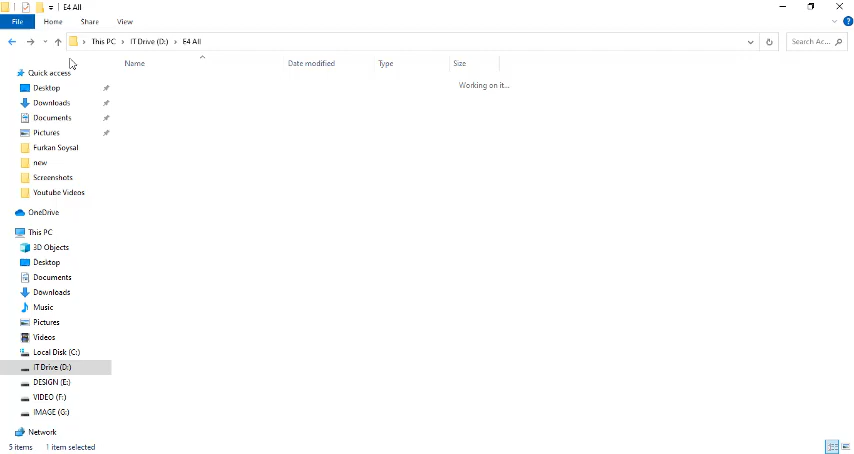 E4 All
File Home Share View
This PC IT Drive (D:) E4 All
Search Ac...
Name Date modified Type Size
Working on it...
Quick access
Desktop
Downloads
Documents
Pictures
Furkan Soysal
new
Screenshots
Youtube Videos
OneDrive
This PC
3D Objects
Desktop
Documents
Downloads
Music
Pictures
Videos
Local Disk (C:)
IT Drive (D:)
DESIGN (E:)
VIDEO (F:)
IMAGE (G:)
Network
5 items 1 item selected